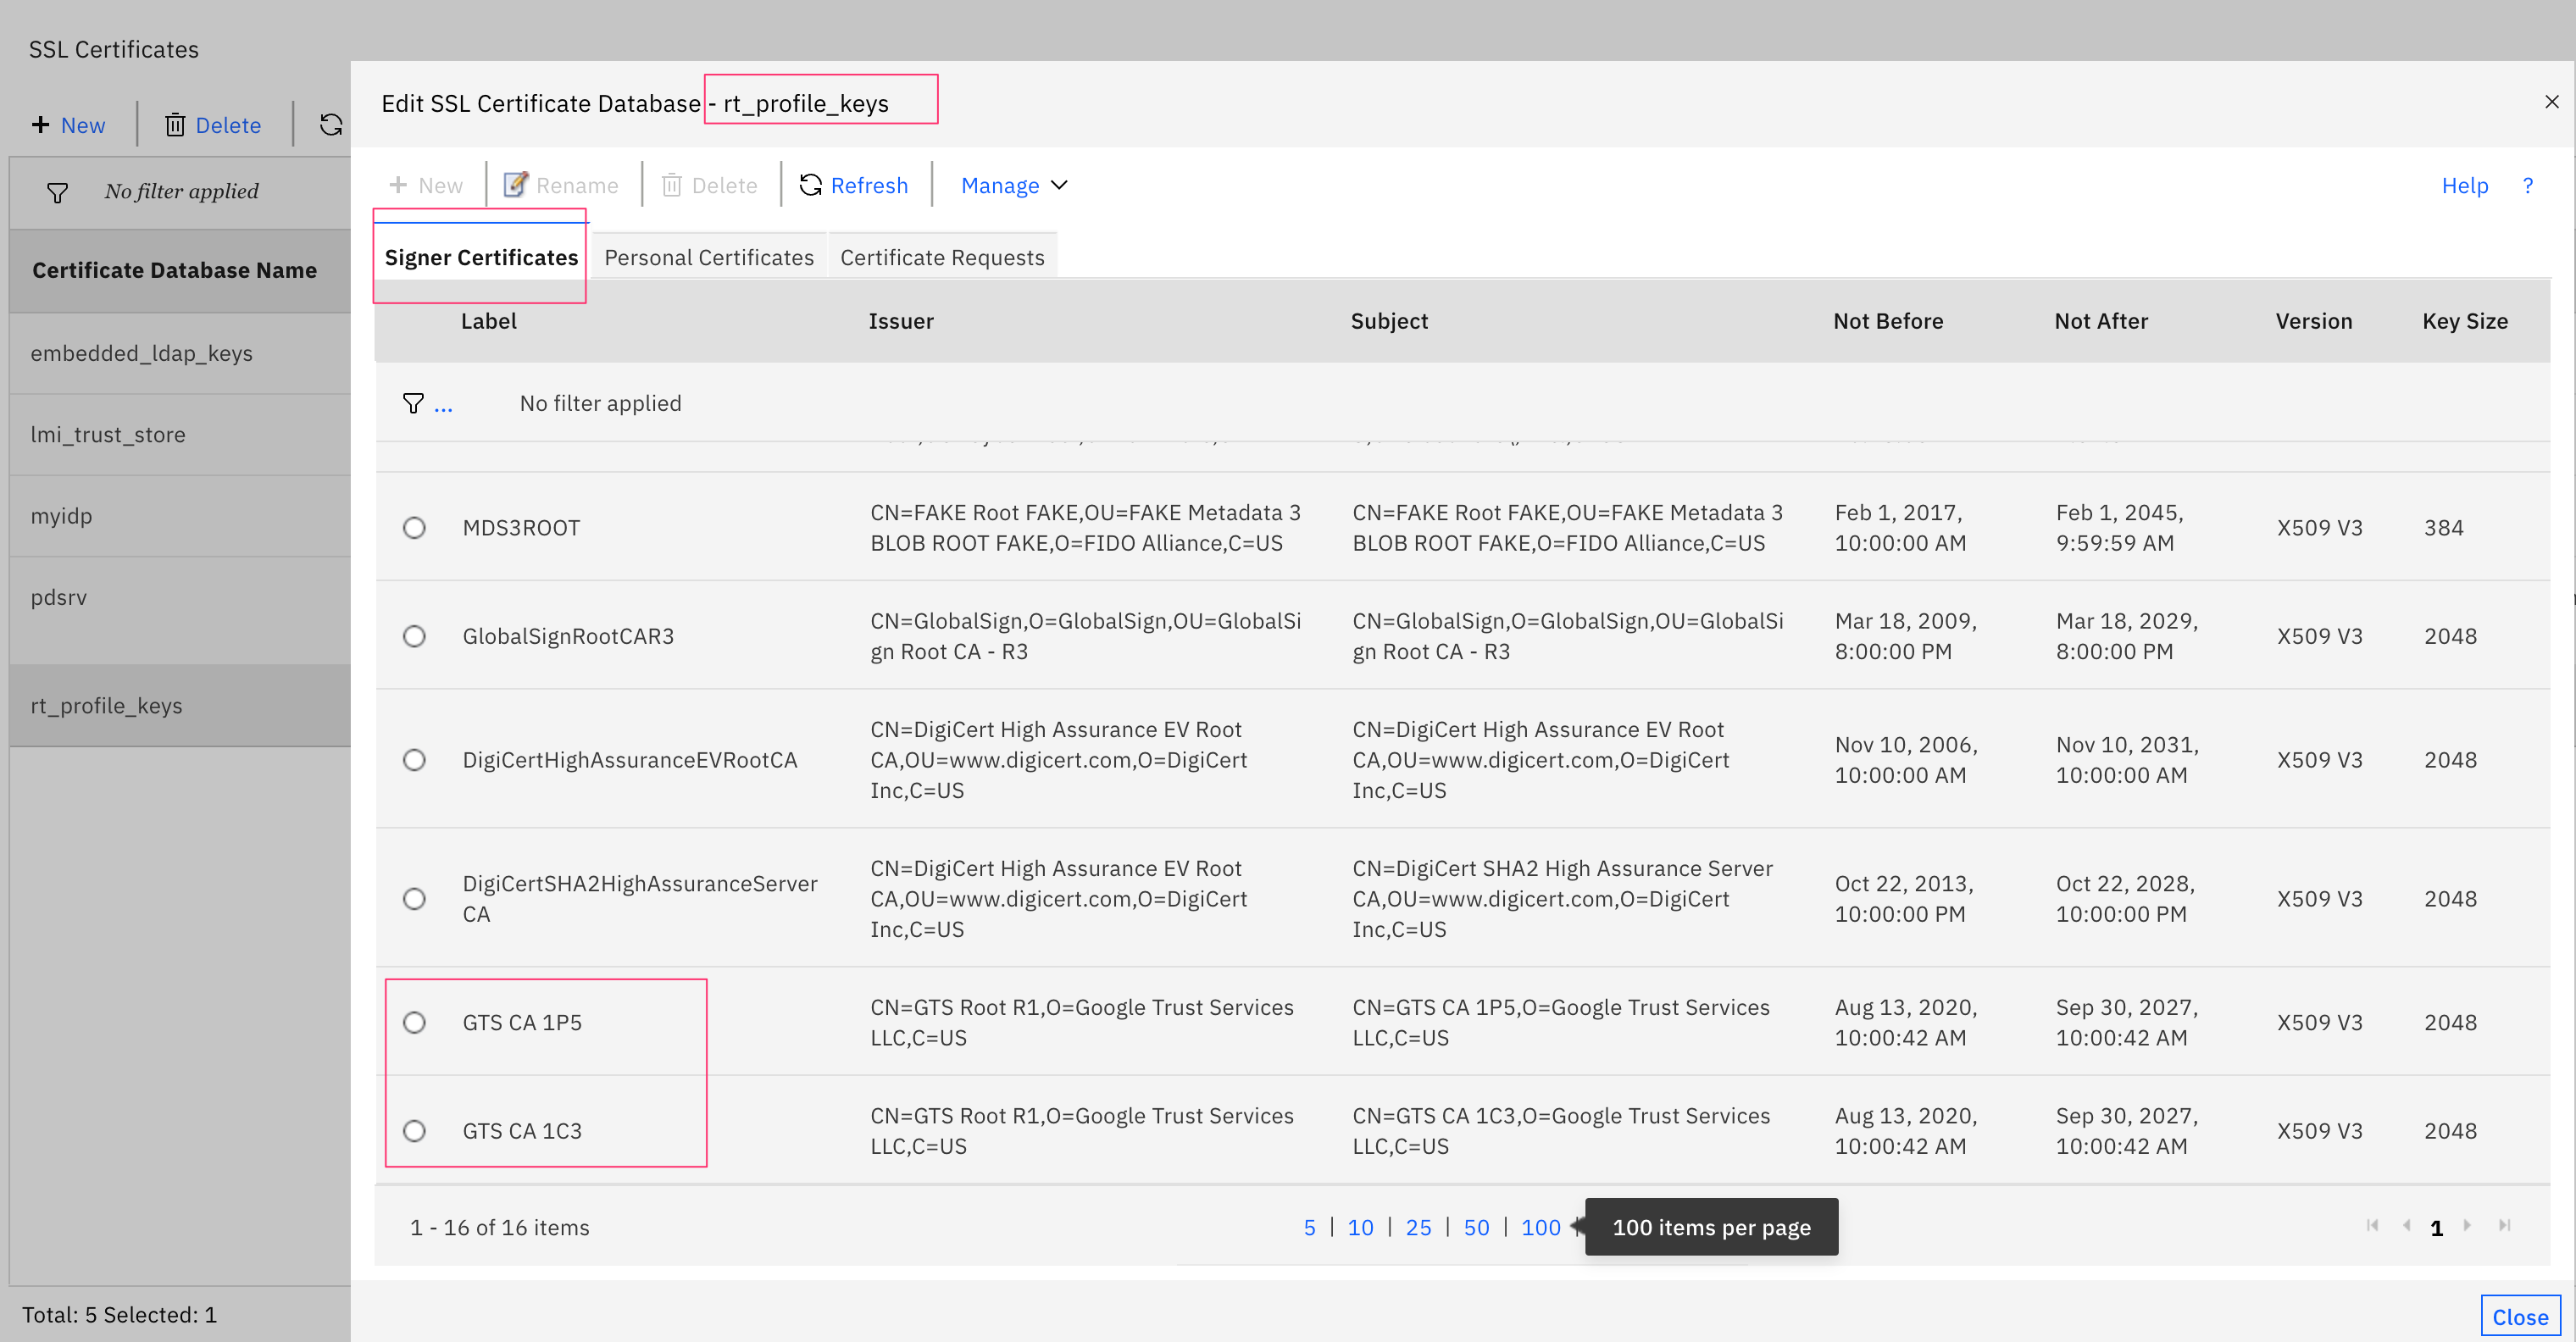 SSL Certificates
New
Delete
No filter applied
Certificate Database Name
embedded_ldap_keys
lmi_trust_store
myidp
pdsrv
rt_profile_keys
Total: 5 Selected: 1
Edit SSL Certificate Database - rt_profile_keys
New
Rename
Delete
Refresh
Manage
Help
?
Signer Certificates
Personal Certificates
Certificate Requests
Label Issuer Subject Not Before Not After Version Key Size
... No filter applied
MDS3ROOT
CN=FAKE Root FAKE,OU=FAKE Metadata 3
BLOB ROOT FAKE,O=FIDO Alliance,C=US
CN=FAKE Root FAKE,OU=FAKE Metadata 3
BLOB ROOT FAKE,O=FIDO Alliance,C=US
Feb 1, 2017,
10:00:00 AM
Feb 1, 2045,
9:59:59 AM
X509 V3
384
GlobalSignRootCAR3
CN=GlobalSign,O=GlobalSign,OU=GlobalSi
gn Root CA - R3
CN=GlobalSign,O=GlobalSign,OU=GlobalSi
gn Root CA - R3
Mar 18, 2009,
8:00:00 PM
Mar 18, 2029,
8:00:00 PM
X509 V3
2048
DigiCertHighAssuranceEVRootCA
CN=DigiCert High Assurance EV Root
CA,OU=www.digicert.com,O=DigiCert
Inc,C=US
CN=DigiCert High Assurance EV Root
CA,OU=www.digicert.com,O=DigiCert
Inc,C=US
Nov 10, 2006,
10:00:00 AM
Nov 10, 2031,
10:00:00 AM
X509 V3
2048
DigiCertSHA2HighAssuranceServer
CA
CN=DigiCert High Assurance EV Root
CA,OU=www.digicert.com,O=DigiCert
Inc,C=US
CN=DigiCert SHA2 High Assurance Server
CA,OU=www.digicert.com,O=DigiCert
Inc,C=US
Oct 22, 2013,
10:00:00 PM
Oct 22, 2028,
10:00:00 PM
X509 V3
2048
GTS CA 1P5
CN=GTS Root R1,O=Google Trust Services
LLC,C=US
CN=GTS CA 1P5,O=Google Trust Services
LLC,C=US
Aug 13, 2020,
10:00:42 AM
Sep 30, 2027,
10:00:42 AM
X509 V3
2048
GTS CA 1C3
CN=GTS Root R1,O=Google Trust Services
LLC,C=US
CN=GTS CA 1C3,O=Google Trust Services
LLC,C=US
Aug 13, 2020,
10:00:42 AM
Sep 30, 2027,
10:00:42 AM
X509 V3
2048
1 - 16 of 16 items
5 | 10 | 25 | 50 | 100 |
100 items per page
1
Close